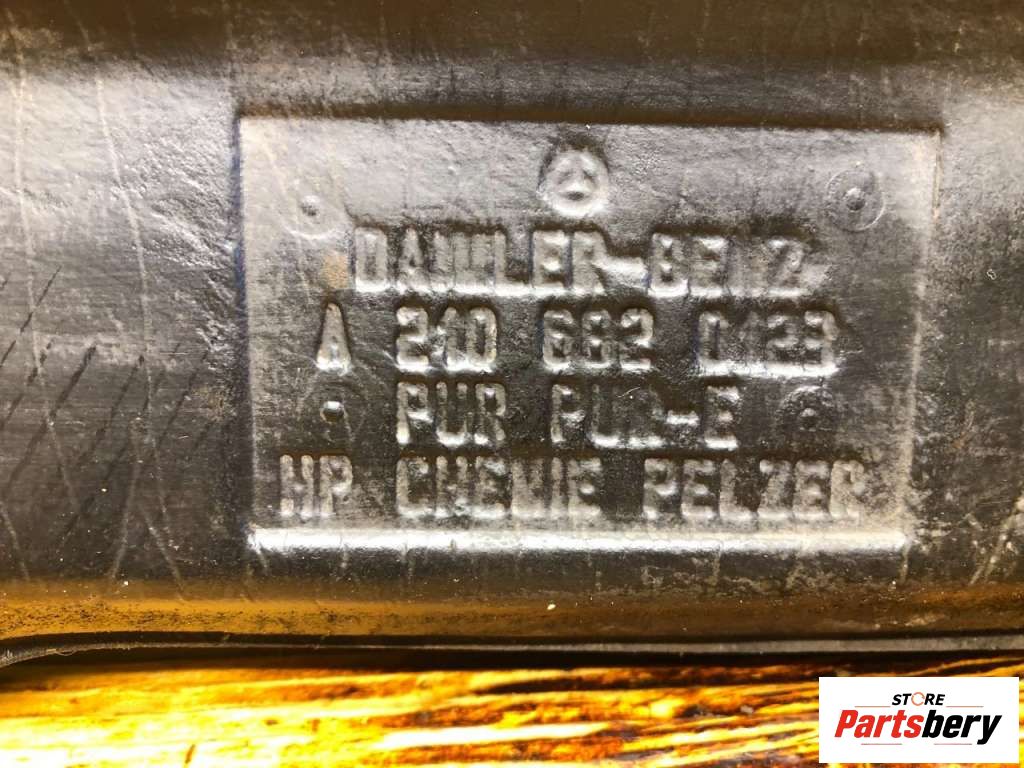 DAIMLER-BENZ
A 210 682 0123
PUR PUR-E
HP CHEMIE PELZER
STORE
Partsbery